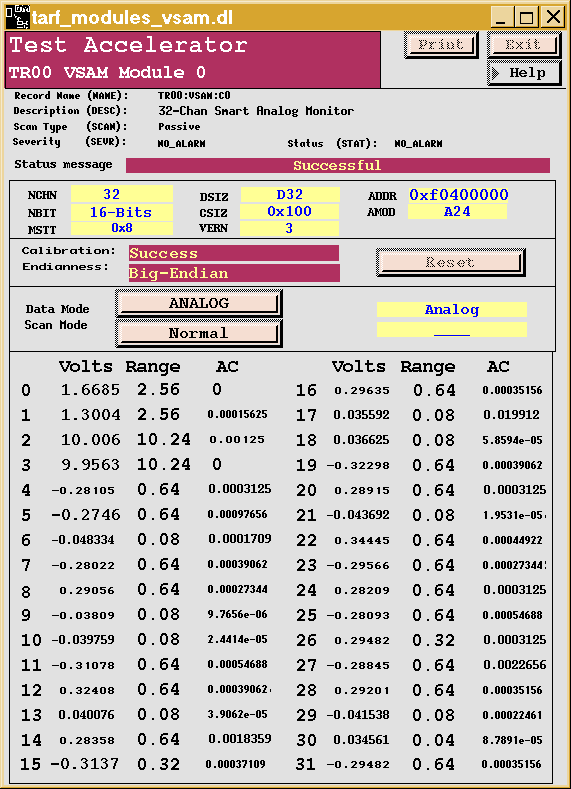 tarf_modules_vsam.dl
Test Accelerator
TR00 VSAM Module 0
Print
Exit
Help
Record Name (NAME): TR00:VSAM:C0
Description (DESC): 32-Chan Smart Analog Monitor
Scan Type (SCAN): Passive
Severity (SEVR): NO_ALARM Status (STAT): NO_ALARM
Status message Successful
NCHN 32 DSIZ D32 ADDR 0xf0400000
NBIT 16-Bits CSIZ 0x100 AMOD A24
MSTT 0x8 VERN 3
Calibration: Success
Endianness: Big-Endian
Reset
Data Mode ANALOG Analog
Scan Mode Normal ____
Volts Range AC Volts Range AC
0 1.6685 2.56 0 16 0.29635 0.64 0.00035156
1 1.3004 2.56 0.00015625 17 0.035592 0.08 0.019912
2 10.006 10.24 0.00125 18 0.036625 0.08 5.8594e-05
3 9.9563 10.24 0 19 -0.32298 0.64 0.00039062
4 -0.28105 0.64 0.0003125 20 0.28915 0.64 0.0003125
5 -0.2746 0.64 0.00097656 21 -0.043692 0.08 1.9531e-05
6 -0.048334 0.08 0.0001709 22 0.34445 0.64 0.00044922
7 -0.28022 0.64 0.00039062 23 -0.29566 0.64 0.00027344
8 0.29056 0.64 0.00027344 24 0.28209 0.64 0.0003125
9 -0.03809 0.08 9.7656e-06 25 -0.28093 0.64 0.00054688
10 -0.039759 0.08 2.4414e-05 26 0.29482 0.32 0.0003125
11 -0.31078 0.64 0.00054688 27 -0.28845 0.64 0.0022656
12 0.32408 0.64 0.00039062 28 0.29201 0.64 0.00035156
13 0.040076 0.08 3.9062e-05 29 -0.041538 0.08 0.00022461
14 0.28358 0.64 0.0018359 30 0.034561 0.04 8.7891e-05
15 -0.3137 0.32 0.00037109 31 -0.29482 0.64 0.00035156